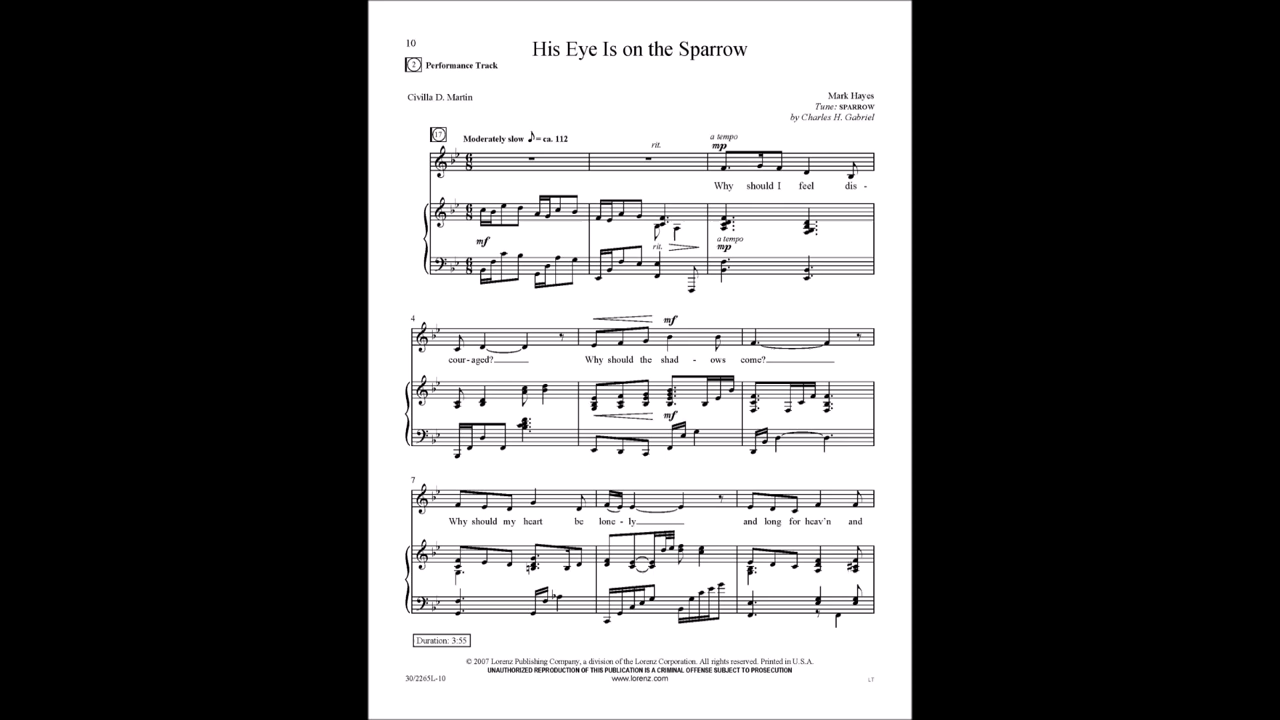 10
His Eye Is on the Sparrow
2 Performance Track
Civilla D. Martin
Mark Hayes
Tune: SPARROW
by Charles H. Gabriel
17
Moderately slow ♪ = ca. 112
rit.
a tempo
mp
Why should I feel dis -
mf
rit.
a tempo
mp
4
mf
cour - aged?
Why should the shad - ows come?
mf
7
Why should my heart be lone - ly and long for heav'n and
Duration: 3:55
© 2007 Lorenz Publishing Company, a division of the Lorenz Corporation. All rights reserved. Printed in U.S.A.
UNAUTHORIZED REPRODUCTION OF THIS PUBLICATION IS A CRIMINAL OFFENSE SUBJECT TO PROSECUTION
30/2265L-10
www.lorenz.com
LT